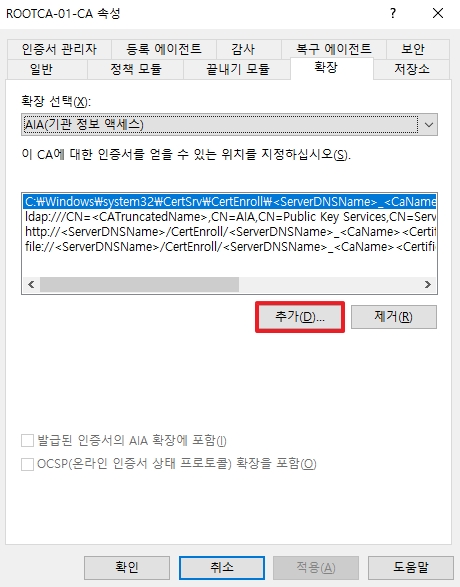 ROOTCA-01-CA 속성
인증서 관리자 등록 에이전트 감사 복구 에이전트 보안
일반 정책 모듈 끝내기 모듈 확장 저장소
확장 선택(X):
AIA(기관 정보 액세스)
이 CA에 대한 인증서를 얻을 수 있는 위치를 지정하십시오(S).
C:₩Windows₩system32₩CertSrv₩CertEnroll₩<ServerDNSName>_<CaName
ldap:///CN=<CATruncatedName>,CN=AIA,CN=Public Key Services,CN=Serv
http://<ServerDNSName>/CertEnroll/<ServerDNSName>_<CaName><Certif
file://<ServerDNSName>/CertEnroll/<ServerDNSName>_<CaName><Certific
추가(D)... 제거(R)
발급된 인증서의 AIA 확장에 포함(I)
OCSP(온라인 인증서 상태 프로토콜) 확장을 포함(O)
확인 취소 적용(A) 도움말